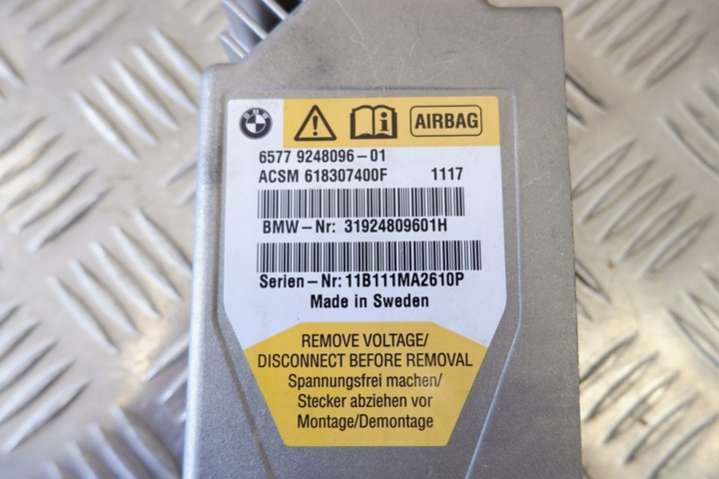 BMW
AIRBAG
6577 9248096-01
ACSM 618307400F 1117
BMW-Nr: 31924809601H
Serien-Nr: 11B111MA2610P
Made in Sweden
REMOVE VOLTAGE/
DISCONNECT BEFORE REMOVAL
Spannungsfrei machen/
Stecker abziehen vor
Montage/Demontage